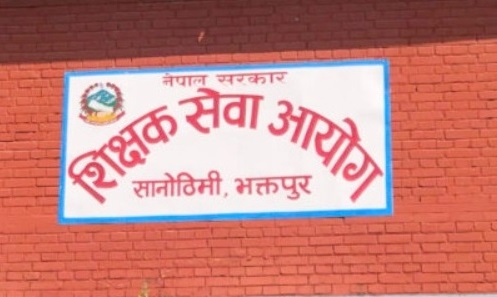 नेपाल सरकार
शिक्षक सेवा आयोग
सानोठिमी, भक्तपुर